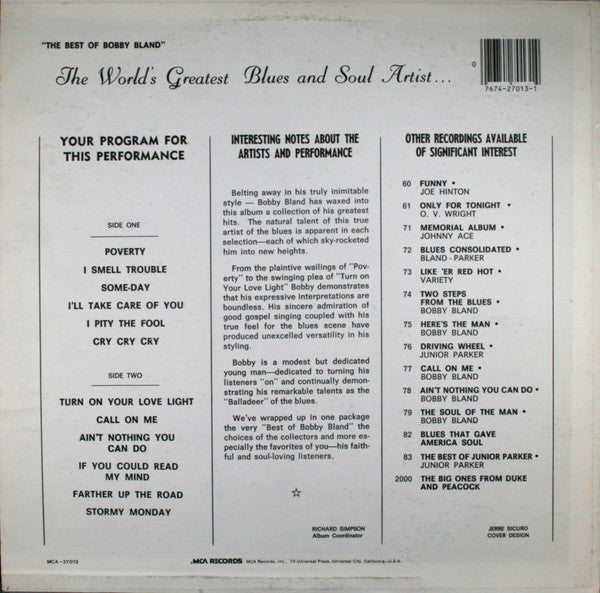 "THE BEST OF BOBBY BLAND"
The World's Greatest Blues and Soul Artist...
0
7674-27013-1
YOUR PROGRAM FOR
THIS PERFORMANCE
SIDE ONE
POVERTY
I SMELL TROUBLE
SOME-DAY
I'LL TAKE CARE OF YOU
I PITY THE FOOL
CRY CRY CRY
SIDE TWO
TURN ON YOUR LOVE LIGHT
CALL ON ME
AIN'T NOTHING YOU
CAN DO
IF YOU COULD READ
MY MIND
FARTHER UP THE ROAD
STORMY MONDAY
INTERESTING NOTES ABOUT THE
ARTISTS AND PERFORMANCE
Belting away in his truly inimitable
style — Bobby Bland has waxed into
this album a collection of his greatest
hits. The natural talent of this true
artist of the blues is apparent in each
selection—each of which sky-rocketed
him into new heights.
From the plaintive wailings of "Pov-
erty" to the swinging plea of "Turn on
Your Love Light" Bobby demonstrates
that his expressive interpretations are
boundless. His sincere admiration of
good gospel singing coupled with his
true feel for the blues scene have
produced unexcelled versatility in his
styling.
Bobby is a modest but dedicated
young man—dedicated to turning his
listeners "on" and continually demon-
strating his remarkable talents as the
"Balladeer" of the blues.
We've wrapped up in one package
the very "Best of Bobby Bland" the
choices of the collectors and more es-
pecially the favorites of you—his faith-
ful and soul-loving listeners.
☆
RICHARD SIMPSON
Album Coordinator
OTHER RECORDINGS AVAILABLE
OF SIGNIFICANT INTEREST
60 FUNNY •
JOE HINTON
61 ONLY FOR TONIGHT •
O. V. WRIGHT
71 MEMORIAL ALBUM •
JOHNNY ACE
72 BLUES CONSOLIDATED •
BLAND - PARKER
73 LIKE 'ER RED HOT •
VARIETY
74 TWO STEPS
FROM THE BLUES •
BOBBY BLAND
75 HERE'S THE MAN •
BOBBY BLAND
76 DRIVING WHEEL •
JUNIOR PARKER
77 CALL ON ME •
BOBBY BLAND
78 AIN'T NOTHING YOU CAN DO •
BOBBY BLAND
79 THE SOUL OF THE MAN •
BOBBY BLAND
82 BLUES THAT GAVE
AMERICA SOUL
83 THE BEST OF JUNIOR PARKER •
JUNIOR PARKER
2000 THE BIG ONES FROM DUKE
AND PEACOCK
JERRE SICURO
COVER DESIGN
MCA-27013
MCA RECORDS MCA Records, Inc., 70 Universal Plaza, Universal City, California—U.S.A.